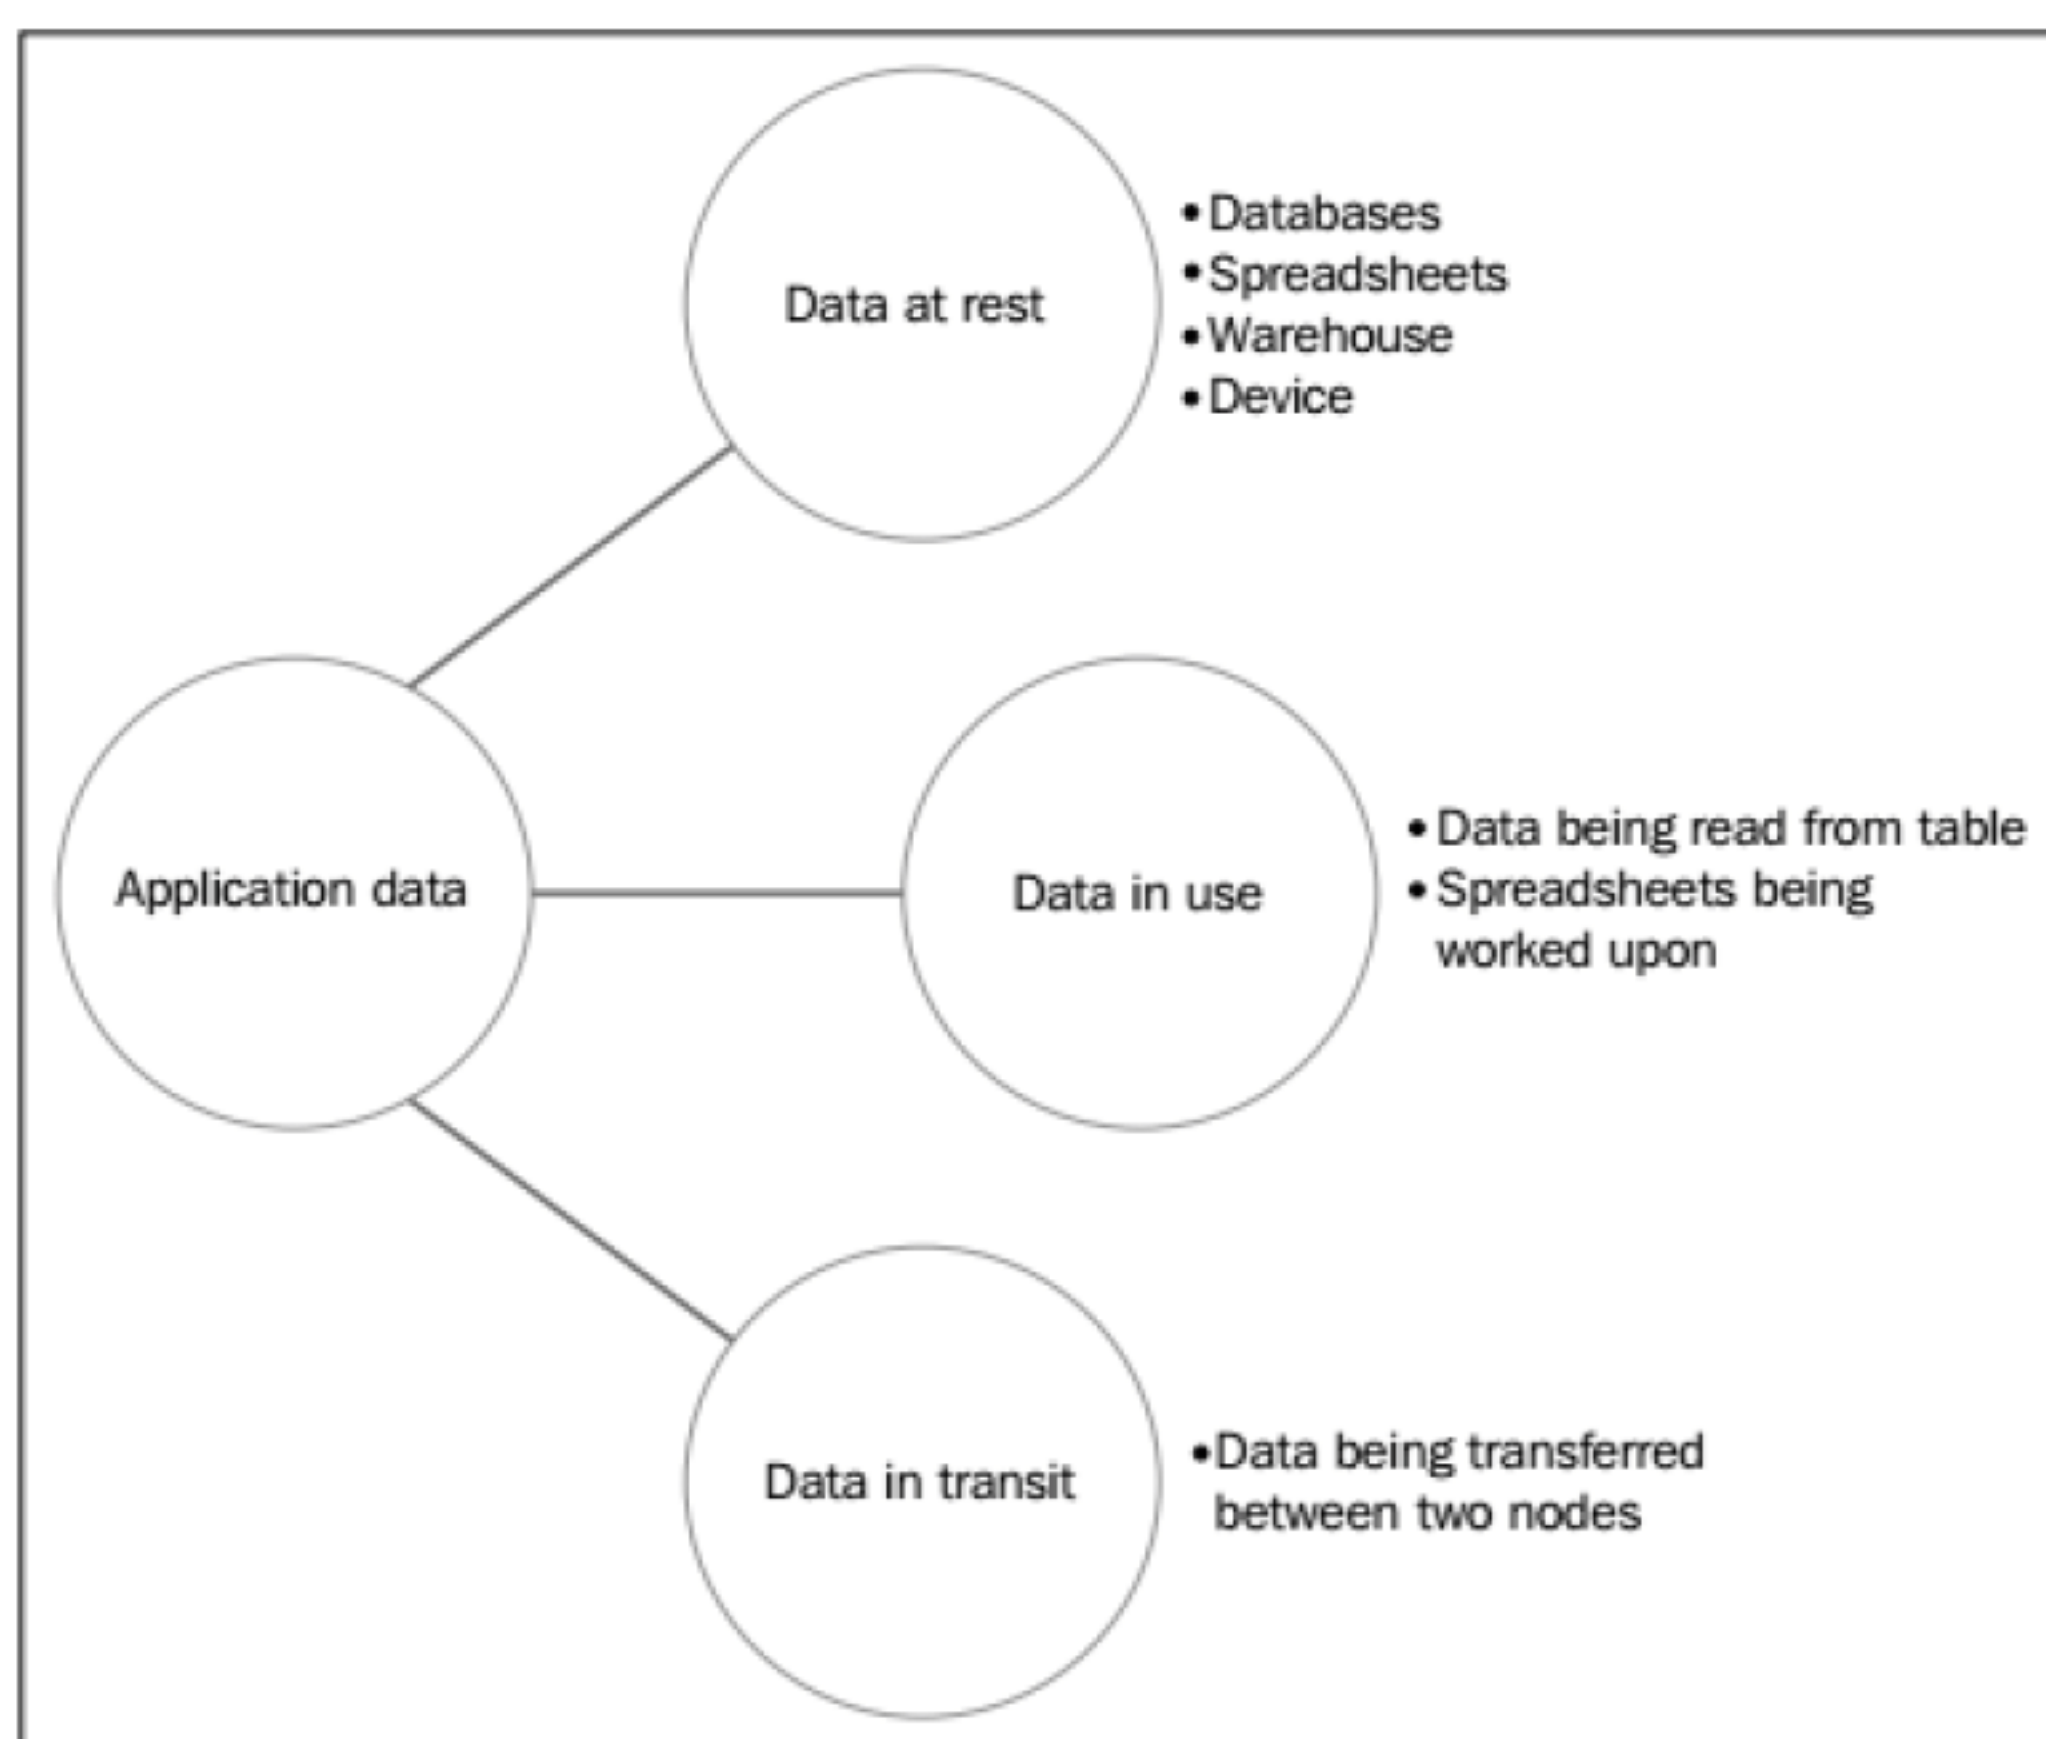 Data at rest
• Databases
• Spreadsheets
• Warehouse
• Device
Application data
Data in use
• Data being read from table
• Spreadsheets being
worked upon
Data in transit
• Data being transferred
between two nodes